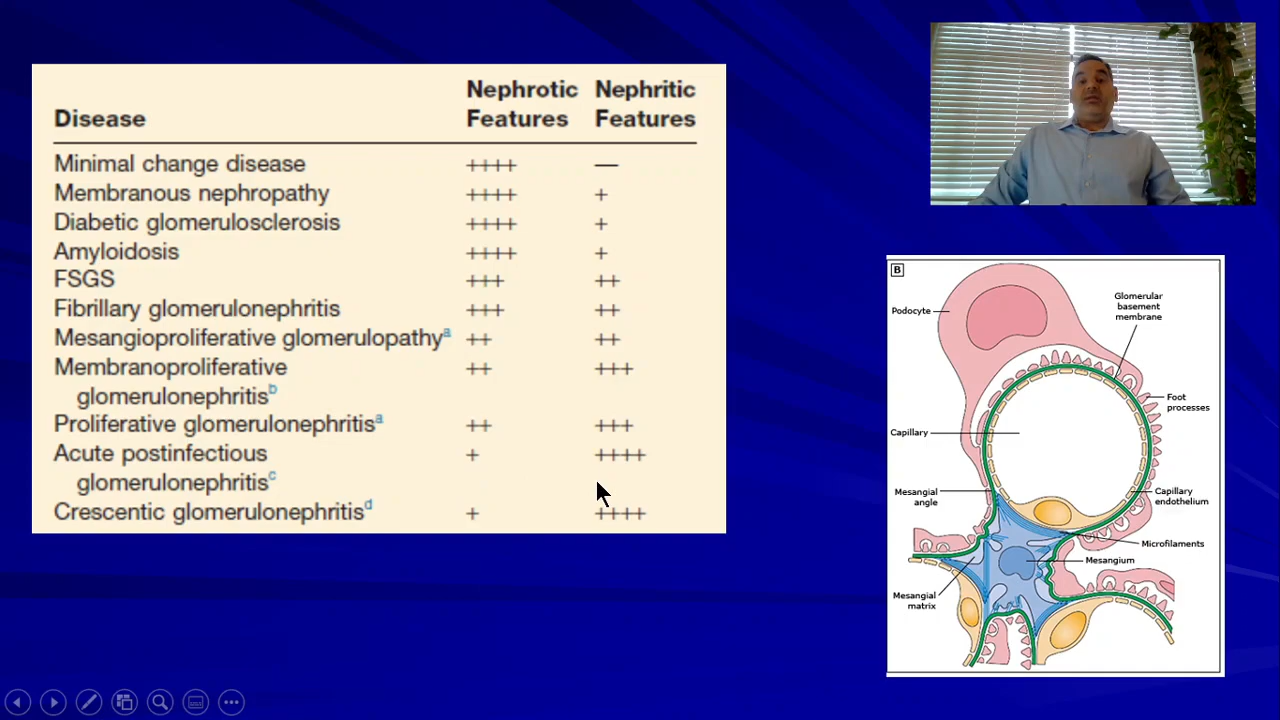 Nephrotic Nephritic
Disease Features Features
Minimal change disease ++++ —
Membranous nephropathy ++++ +
Diabetic glomerulosclerosis ++++ +
Amyloidosis ++++ +
FSGS +++ ++
Fibrillary glomerulonephritis +++ ++
Mesangioproliferative glomerulopathyᵃ ++ ++
Membranoproliferative ++ +++
glomerulonephritisᵇ
Proliferative glomerulonephritisᵃ ++ +++
Acute postinfectious + ++++
glomerulonephritisᶜ
Crescentic glomerulonephritisᵈ + ++++
B
Podocyte
Glomerular
basement
membrane
Foot
processes
Capillary
Mesangial
angle
Capillary
endothelium
Microfilaments
Mesangium
Mesangial
matrix